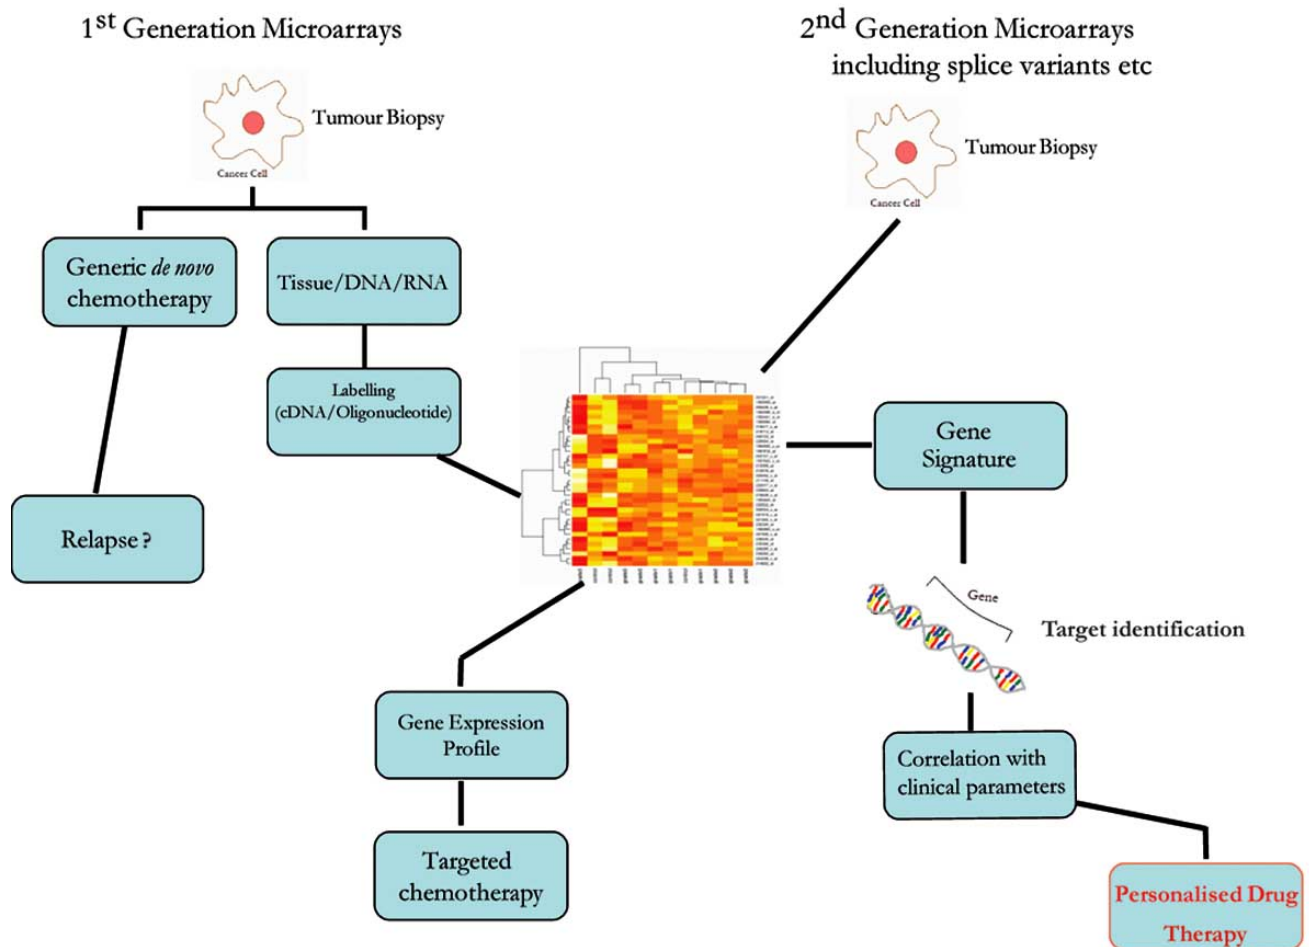 1st Generation Microarrays
2nd Generation Microarrays
including splice variants etc
Tumour Biopsy
Cancer Cell
Tumour Biopsy
Cancer Cell
Generic de novo
chemotherapy
Tissue/DNA/RNA
Labelling
(cDNA/Oligonucleotide)
Relapse ?
Gene
Signature
Gene
Target identification
Gene Expression
Profile
Correlation with
clinical parameters
Targeted
chemotherapy
Personalised Drug
Therapy